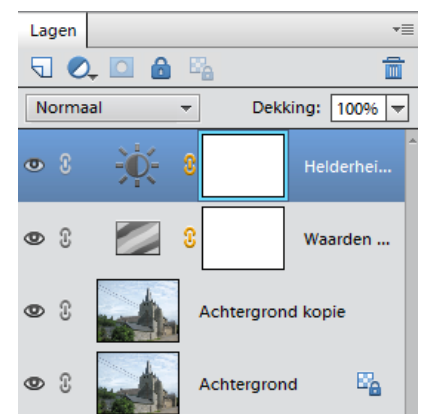 Lagen
Normaal Dekking: 100%
Helderhei...
Waarden ...
Achtergrond kopie
Achtergrond